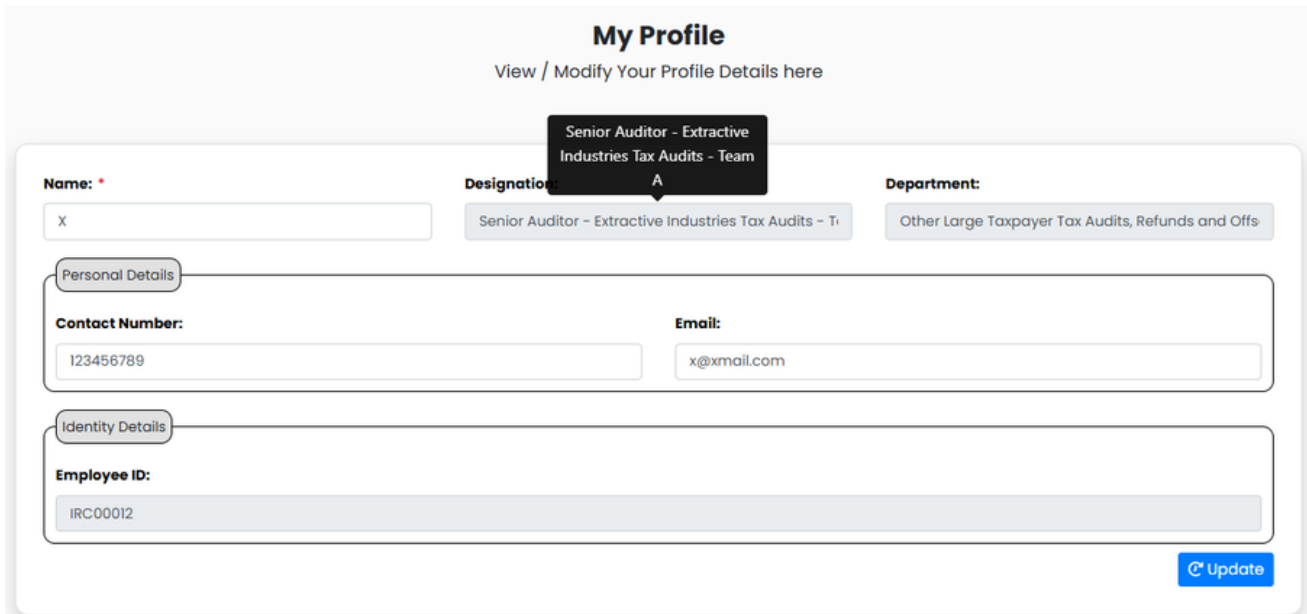 My Profile
View / Modify Your Profile Details here
Senior Auditor - Extractive
Industries Tax Audits - Team
A
Name: *
Designation:
Department:
X
Senior Auditor - Extractive Industries Tax Audits -
Other Large Taxpayer Tax Audits, Refunds and
Personal Details
Contact Number:
Email:
123456789
x@xmail.com
Identity Details
Employee ID:
IRC00012
Update